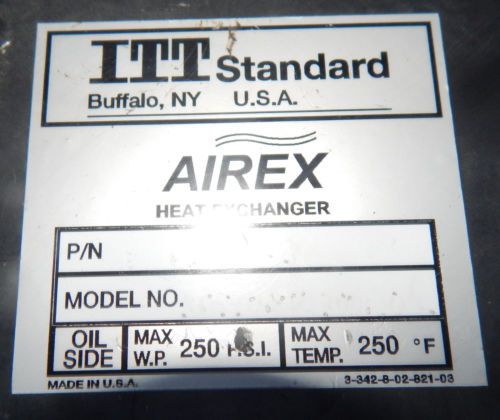 ITT Standard
Buffalo, NY U.S.A.
AIREX
HEAT EXCHANGER
P/N
MODEL NO.
OIL SIDE MAX W.P. 250 P.S.I. MAX TEMP. 250 °F
MADE IN U.S.A. 3-342-8-02-821-03